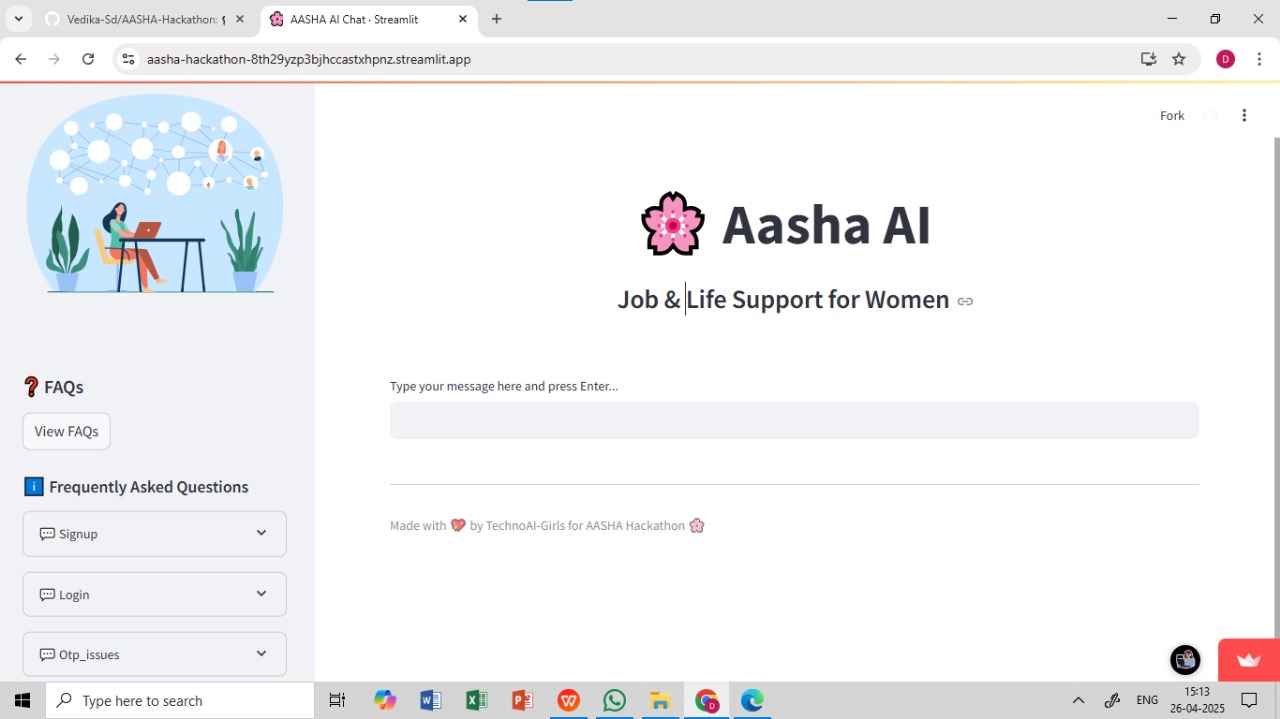 Vedika-Sd/AASHA-Hackathon:
AASHA AI Chat · Streamlit
aasha-hackathon-8th29yzp3bjhccastxhpnz.streamlit.app
D
Fork
Aasha AI
Job & Life Support for Women
Type your message here and press Enter...
Made with 💖 by TechnoAI-Girls for AASHA Hackathon 🌸
❓ FAQs
View FAQs
ℹ️ Frequently Asked Questions
💬 Signup
💬 Login
💬 Otp_issues
Type here to search
ENG
15:13
26-04-2025